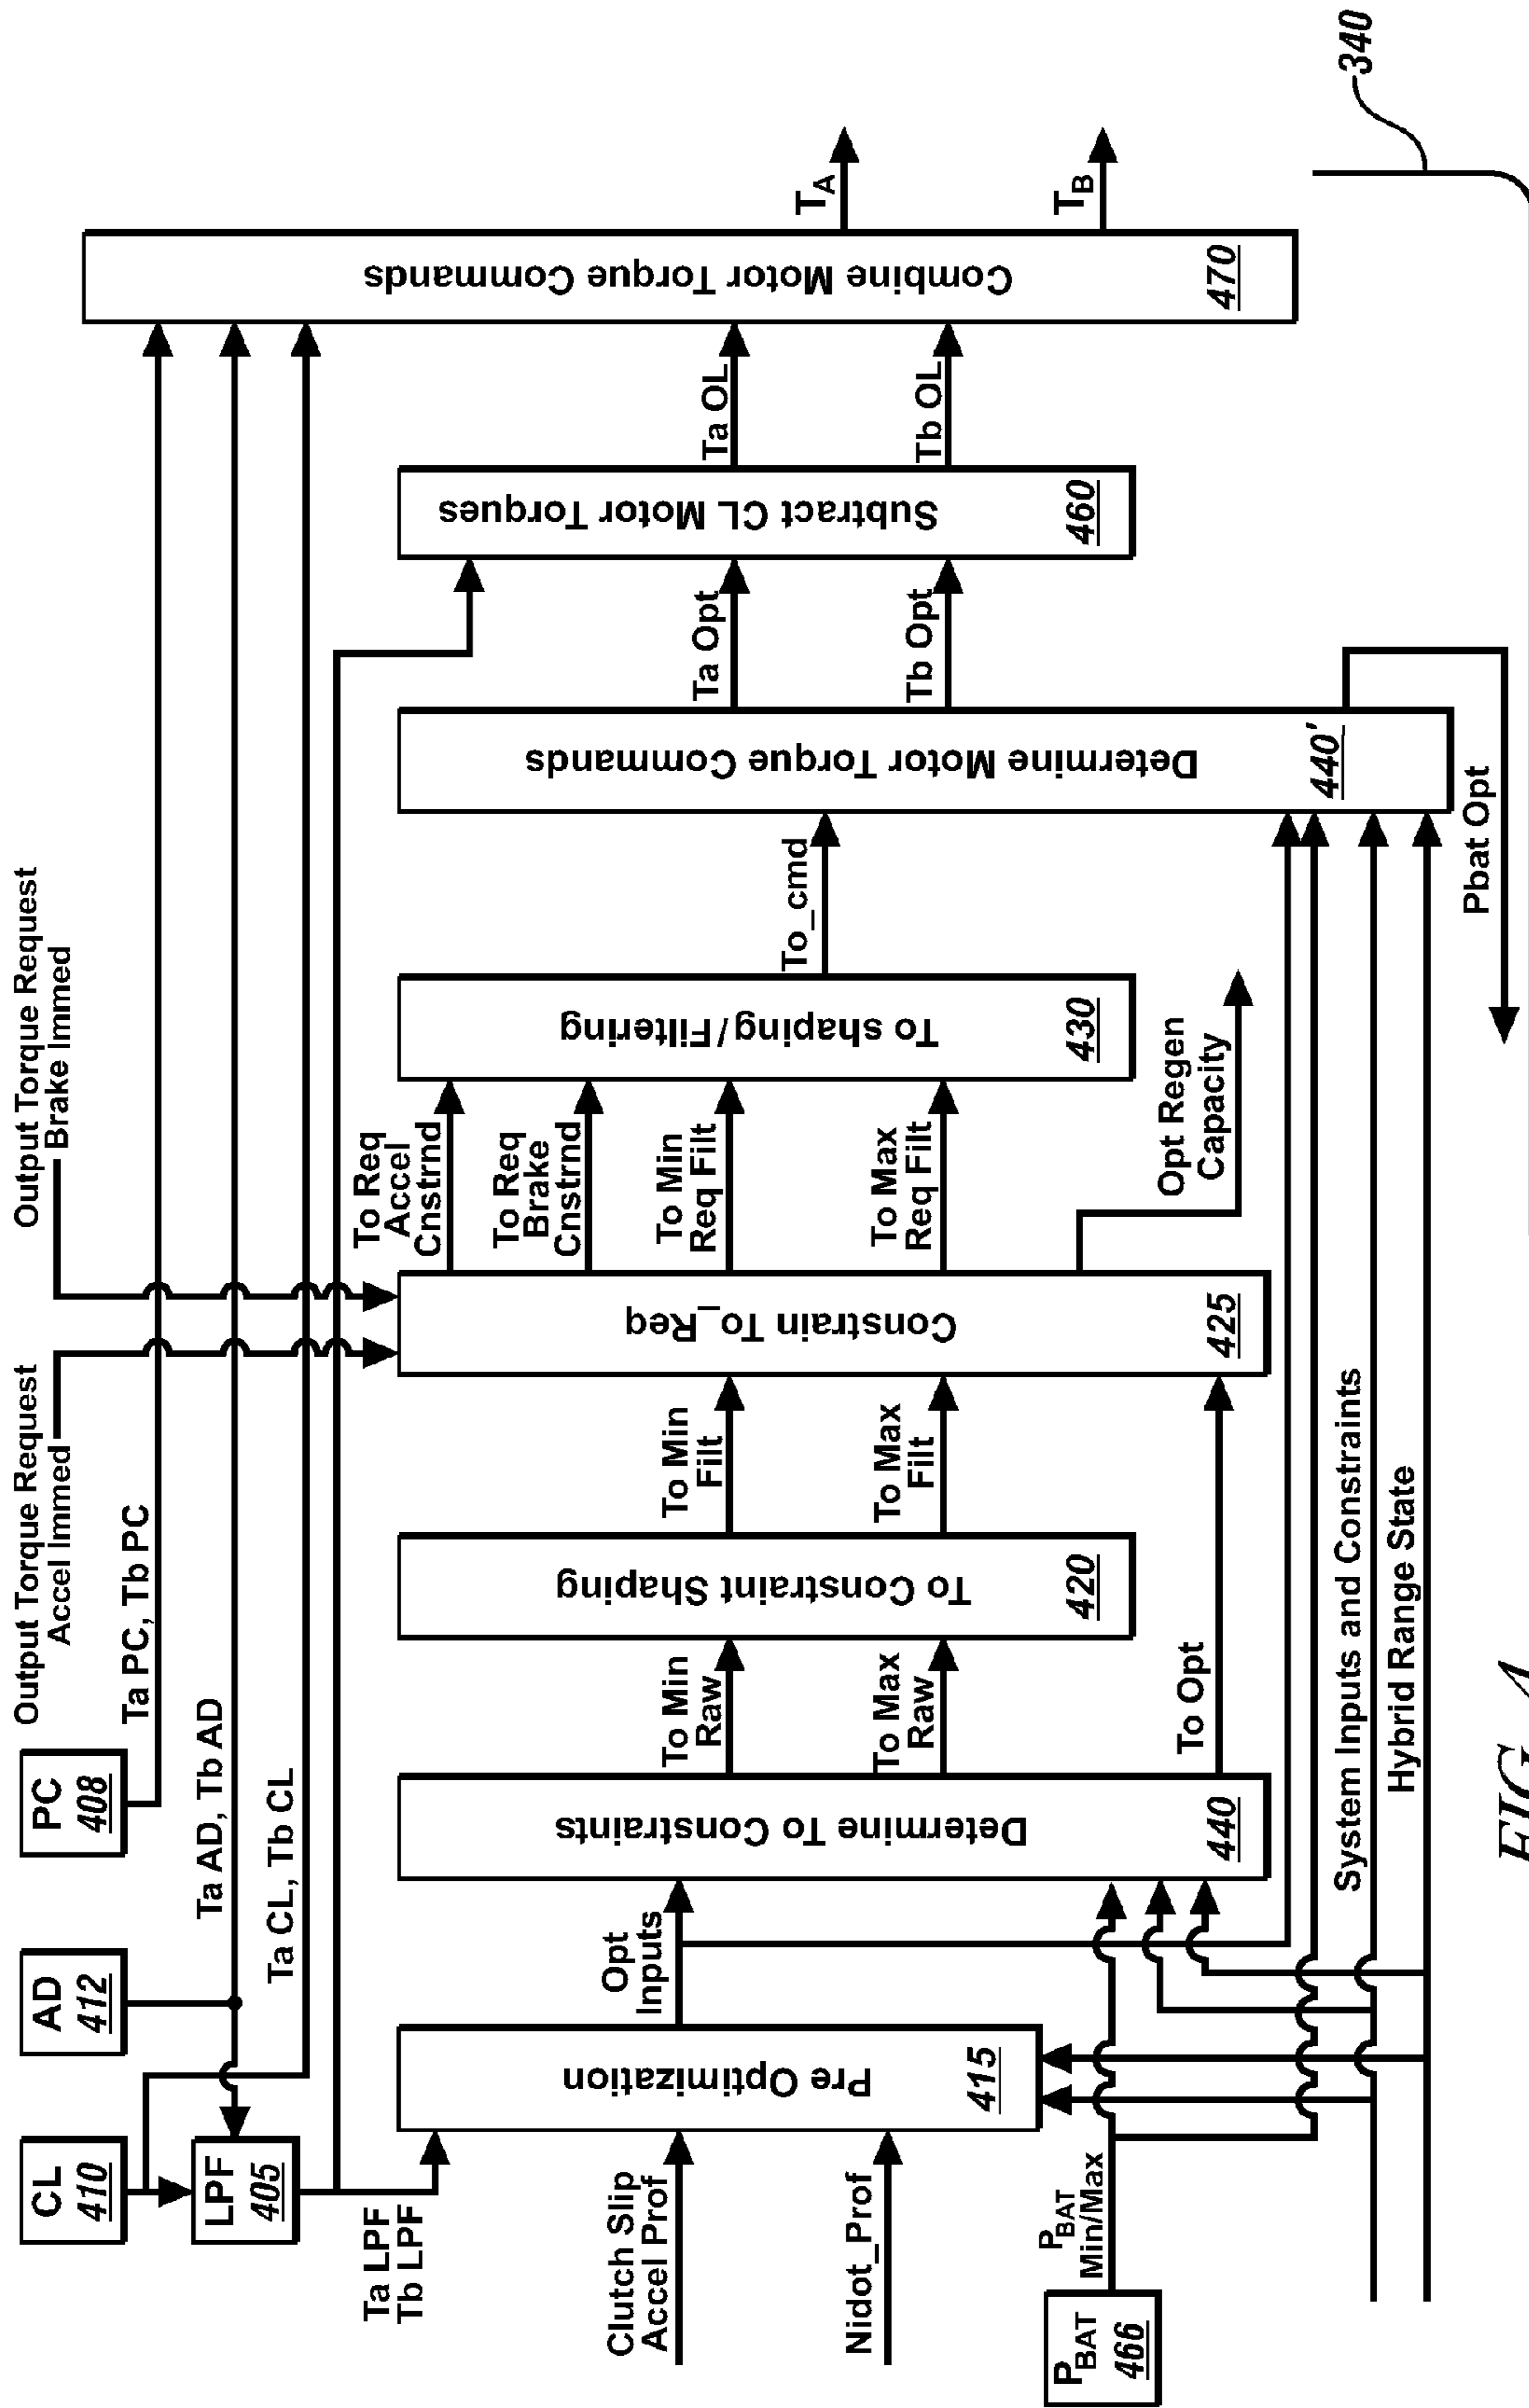 Output Torque Request
Brake Immed
Output Torque Request
Accel Immed
CL
410
AD
412
PC
408
LPF
405
Ta PC, Tb PC
Ta AD, Tb AD
Ta CL, Tb CL
Ta LPF
Tb LPF
Clutch Slip
Accel Prof
Nidot_Prof
PBAT
466
PBAT
Min/Max
Pre Optimization
415
Opt
Inputs
Determine To Constraints
440
To Min
Raw
To Max
Raw
To Opt
To Constraint Shaping
420
To Min
Filt
To Max
Filt
Constrain To_Req
425
To Req
Accel
Cnstrnd
To Req
Brake
Cnstrnd
To Min
Req Filt
To Max
Req Filt
Opt Regen
Capacity
To shaping/Filtering
430
To_cmd
Determine Motor Torque Commands
440'
Ta Opt
Tb Opt
Pbat Opt
Subtract CL Motor Torques
460
Ta OL
Tb OL
Combine Motor Torque Commands
470
TA
TB
System Inputs and Constraints
Hybrid Range State
340
FIG. 4